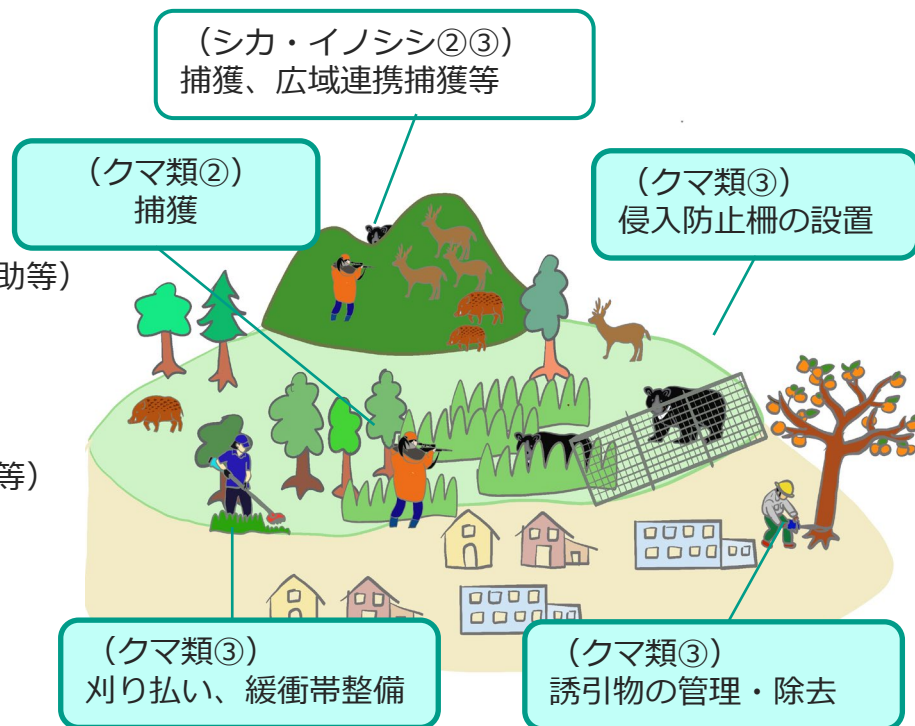 （シカ・イノシシ②③）
捕獲、広域連携捕獲等
（クマ類②）
捕獲
（クマ類③）
侵入防止柵の設置
助等）
等）
（クマ類③）
刈り払い、緩衝帯整備
（クマ類③）
誘引物の管理・除去